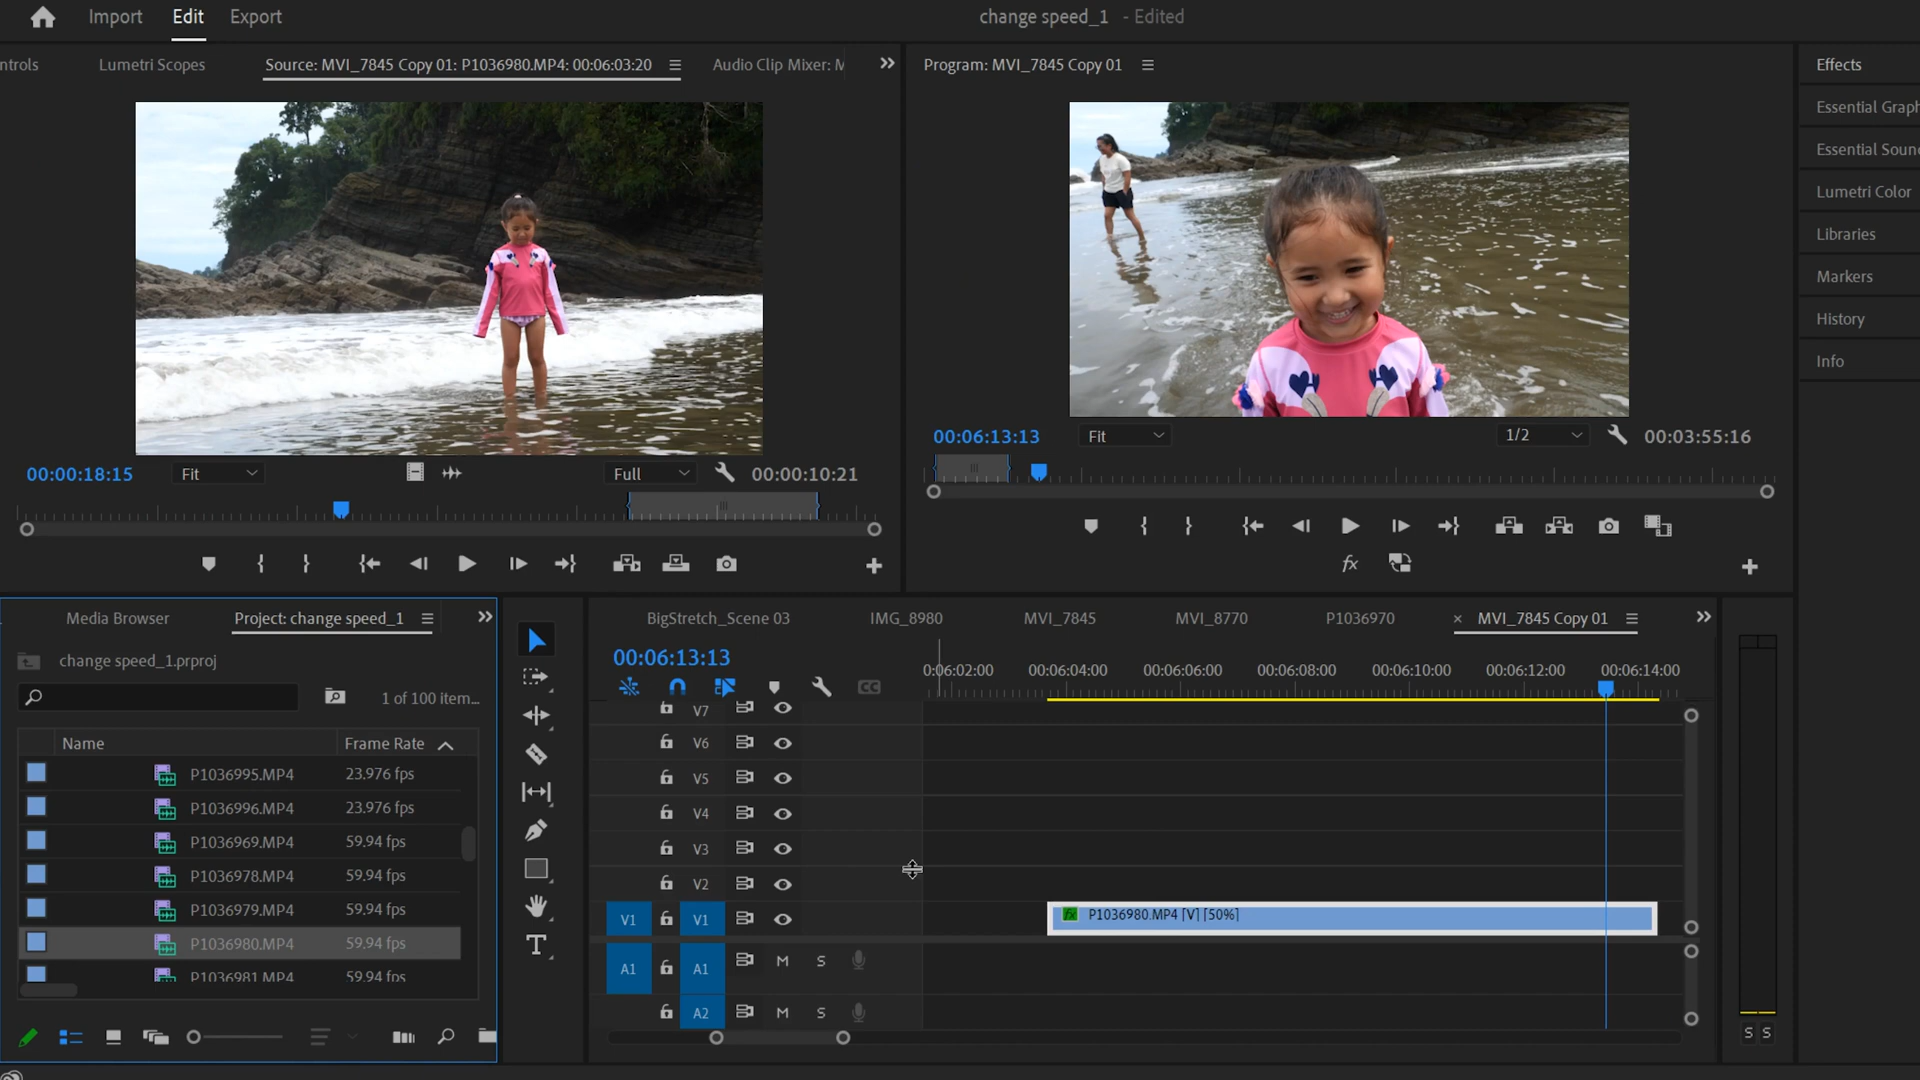 Import Edit Export
change speed_1 - Edited
ntrols Lumetri Scopes Source: MVI_7845 Copy 01: P1036980.MP4: 00:06:03:20 Audio Clip Mixer: M
Program: MVI_7845 Copy 01
Effects
Essential Graph
Essential Soun
Lumetri Color
Libraries
Markers
History
Info
00:00:18:15 Fit Full 00:00:10:21
00:06:13:13 Fit 1/2 00:03:55:16
fx
Media Browser Project: change speed_1
change speed_1.prproj
1 of 100 item...
Name Frame Rate
P1036995.MP4 23.976 fps
P1036996.MP4 23.976 fps
P1036969.MP4 59.94 fps
P1036978.MP4 59.94 fps
P1036979.MP4 59.94 fps
P1036980.MP4 59.94 fps
P1036981.MP4 59.94 fps
T
BigStretch_Scene 03 IMG_8980 MVI_7845 MVI_8770 P1036970 × MVI_7845 Copy 01
00:06:13:13
0:06:02:00 00:06:04:00 00:06:06:00 00:06:08:00 00:06:10:00 00:06:12:00 00:06:14:00
CC
V7
V6
V5
V4
V3
V2
V1 V1 fx P1036980.MP4 [V] [50%]
A1 A1 M S
A2 M S
S S